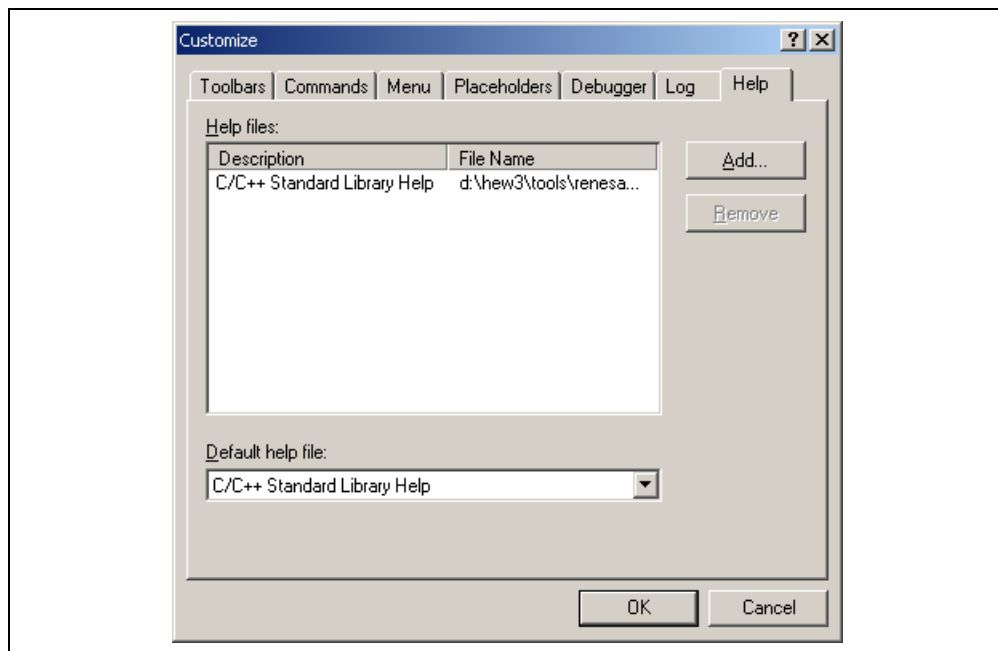 Customize
Toolbars Commands Menu Placeholders Debugger Log Help
Help files:
Description File Name
C/C++ Standard Library Help d:\hew3\tools\renesa...
Add...
Remove
Default help file:
C/C++ Standard Library Help
OK Cancel